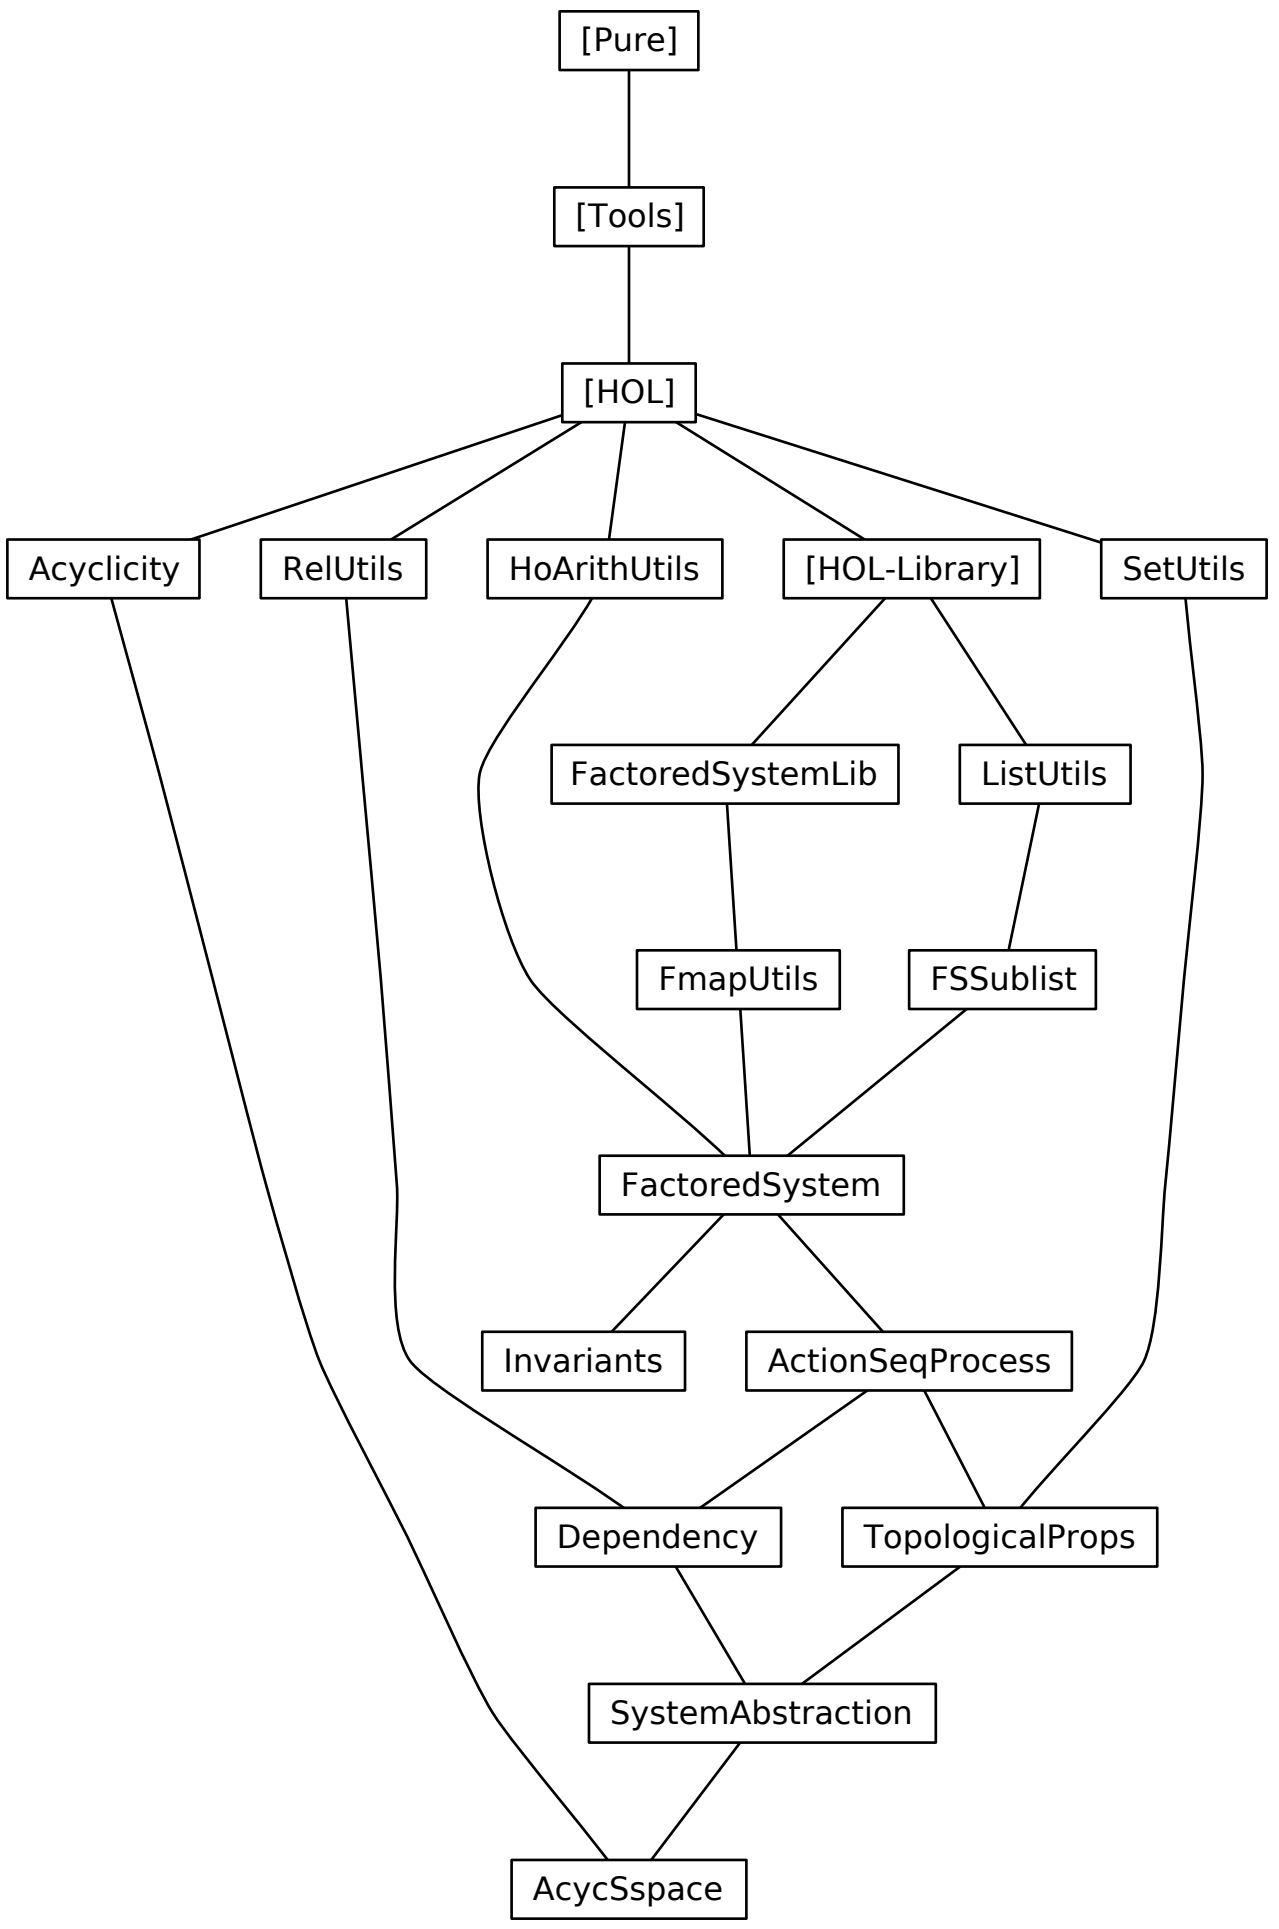 [Pure]
[Tools]
[HOL]
Acyclicity
RelUtils
HoArithUtils
[HOL-Library]
SetUtils
FactoredSystemLib
ListUtils
FmapUtils
FSSublist
FactoredSystem
Invariants
ActionSeqProcess
Dependency
TopologicalProps
SystemAbstraction
AcycSspace